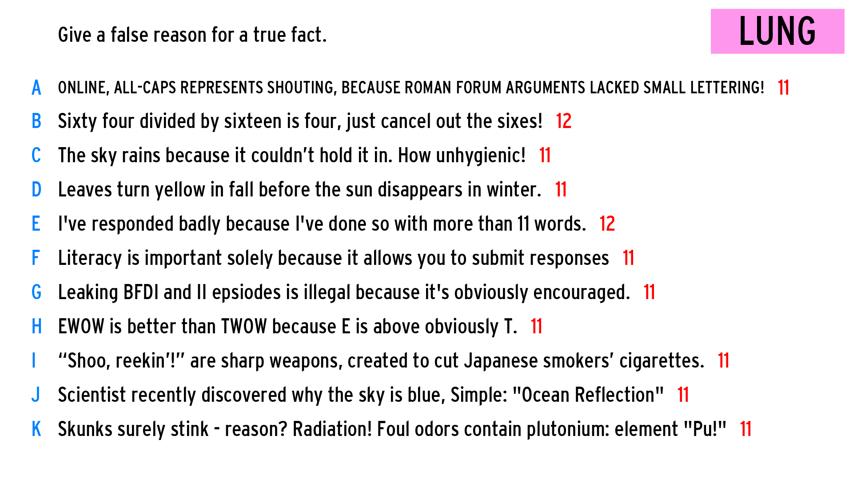 Give a false reason for a true fact.
LUNG
A ONLINE, ALL-CAPS REPRESENTS SHOUTING, BECAUSE ROMAN FORUM ARGUMENTS LACKED SMALL LETTERING! 11
B Sixty four divided by sixteen is four, just cancel out the sixes! 12
C The sky rains because it couldn’t hold it in. How unhygienic! 11
D Leaves turn yellow in fall before the sun disappears in winter. 11
E I've responded badly because I've done so with more than 11 words. 12
F Literacy is important solely because it allows you to submit responses 11
G Leaking BFDI and II epsiodes is illegal because it's obviously encouraged. 11
H EWOW is better than TWOW because E is above obviously T. 11
I “Shoo, reekin’!” are sharp weapons, created to cut Japanese smokers’ cigarettes. 11
J Scientist recently discovered why the sky is blue, Simple: "Ocean Reflection" 11
K Skunks surely stink - reason? Radiation! Foul odors contain plutonium: element "Pu!" 11